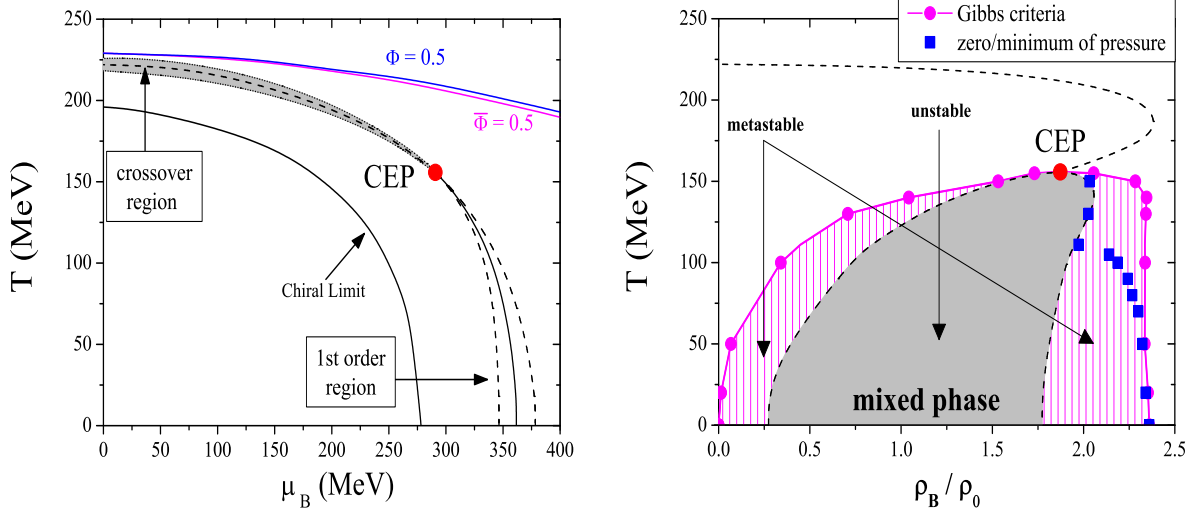 250
200
150
100
50
0
T (MeV)
0
50
100
150
200
250
300
350
400
μ B (MeV)
Φ = 0.5
Φ̅ = 0.5
CEP
crossover
region
Chiral Limit
1st order
region
250
200
150
100
50
0
T (MeV)
0.0
0.5
1.0
1.5
2.0
2.5
ρB / ρ0
Gibbs criteria
zero/minimum of pressure
metastable
unstable
CEP
mixed phase